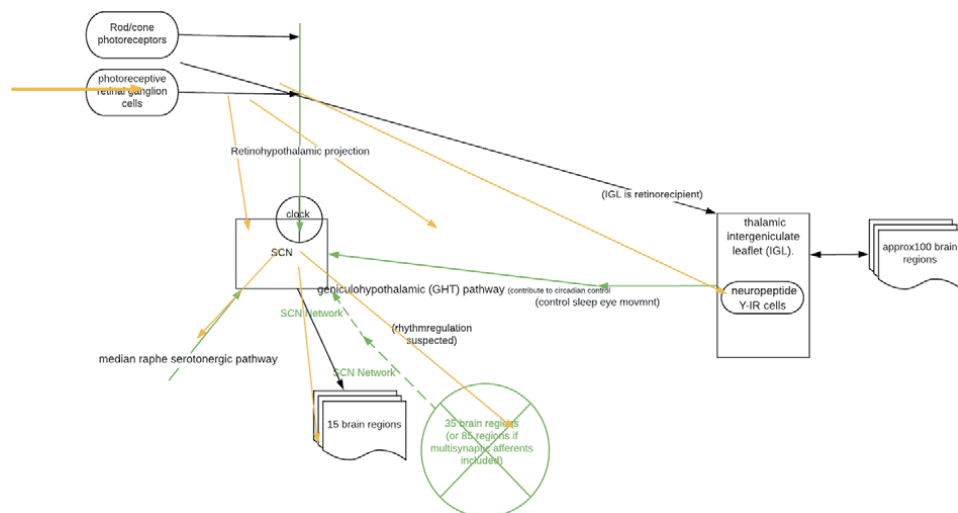 Rod/cone
photoreceptors
photoreceptive
retinal ganglion
cells
Retinohypothalamic projection
(IGL is retinorecipient)
clock
SCN
thalamic
intergeniculate
leaflet (IGL).
approx100 brain
regions
neuropeptide
Y-IR cells
geniculohypothalamic (GHT) pathway (contribute to circadian control
(control sleep eye movmnt)
SCN Network
(rhythmregulation
suspected)
median raphe serotonergic pathway
SCN Network
15 brain regions
35 brain regions
(or 85 regions if
multisynaptic afferents
included)